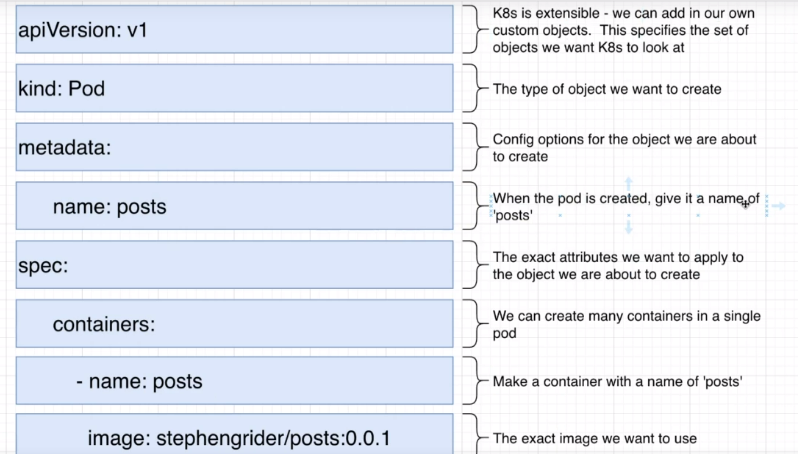 apiVersion: v1
K8s is extensible - we can add in our own
custom objects.  This specifies the set of
objects we want K8s to look at
kind: Pod
The type of object we want to create
metadata:
Config options for the object we are about
to create
name: posts
When the pod is created, give it a name of
'posts'
spec:
The exact attributes we want to apply to
the object we are about to create
containers:
We can create many containers in a single
pod
- name: posts
Make a container with a name of 'posts'
image: stephengrider/posts:0.0.1
The exact image we want to use